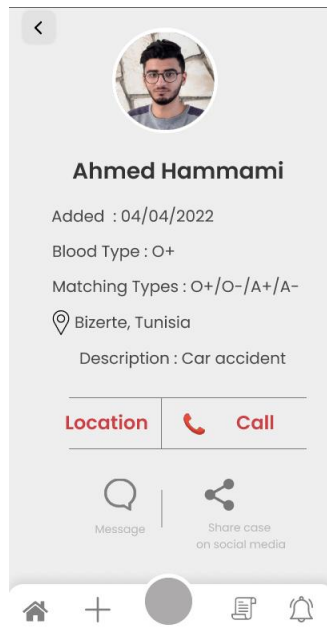 Ahmed Hammami
Added : 04/04/2022
Blood Type : O+
Matching Types : O+/O-/A+/A-
Bizerte, Tunisia
Description : Car accident
Location
Call
Message
Share case
on social media